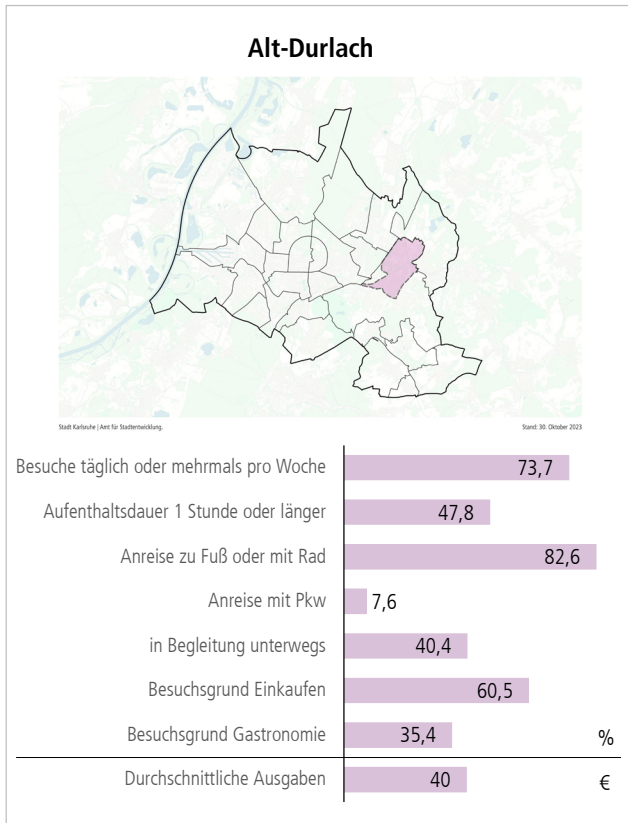 Alt-Durlach
Stadt Karlsruhe | Amt für Stadtentwicklung.
Stand: 30. Oktober 2023
Besuche täglich oder mehrmals pro Woche 73,7
Aufenthaltsdauer 1 Stunde oder länger 47,8
Anreise zu Fuß oder mit Rad 82,6
Anreise mit Pkw 7,6
in Begleitung unterwegs 40,4
Besuchsgrund Einkaufen 60,5
Besuchsgrund Gastronomie 35,4 %
Durchschnittliche Ausgaben 40 €